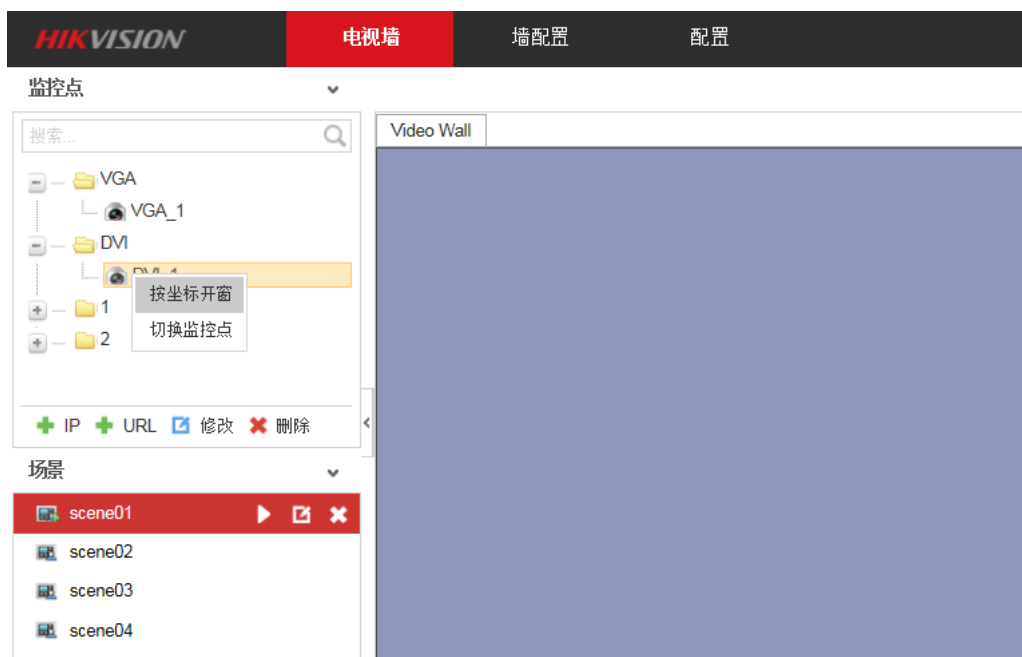 HIKVISION 电视墙 墙配置 配置
监控点
搜索...
Video Wall
VGA
VGA_1
DVI
DVI_1
按坐标开窗
1
切换监控点
2
IP URL 修改 删除
场景
scene01
scene02
scene03
scene04